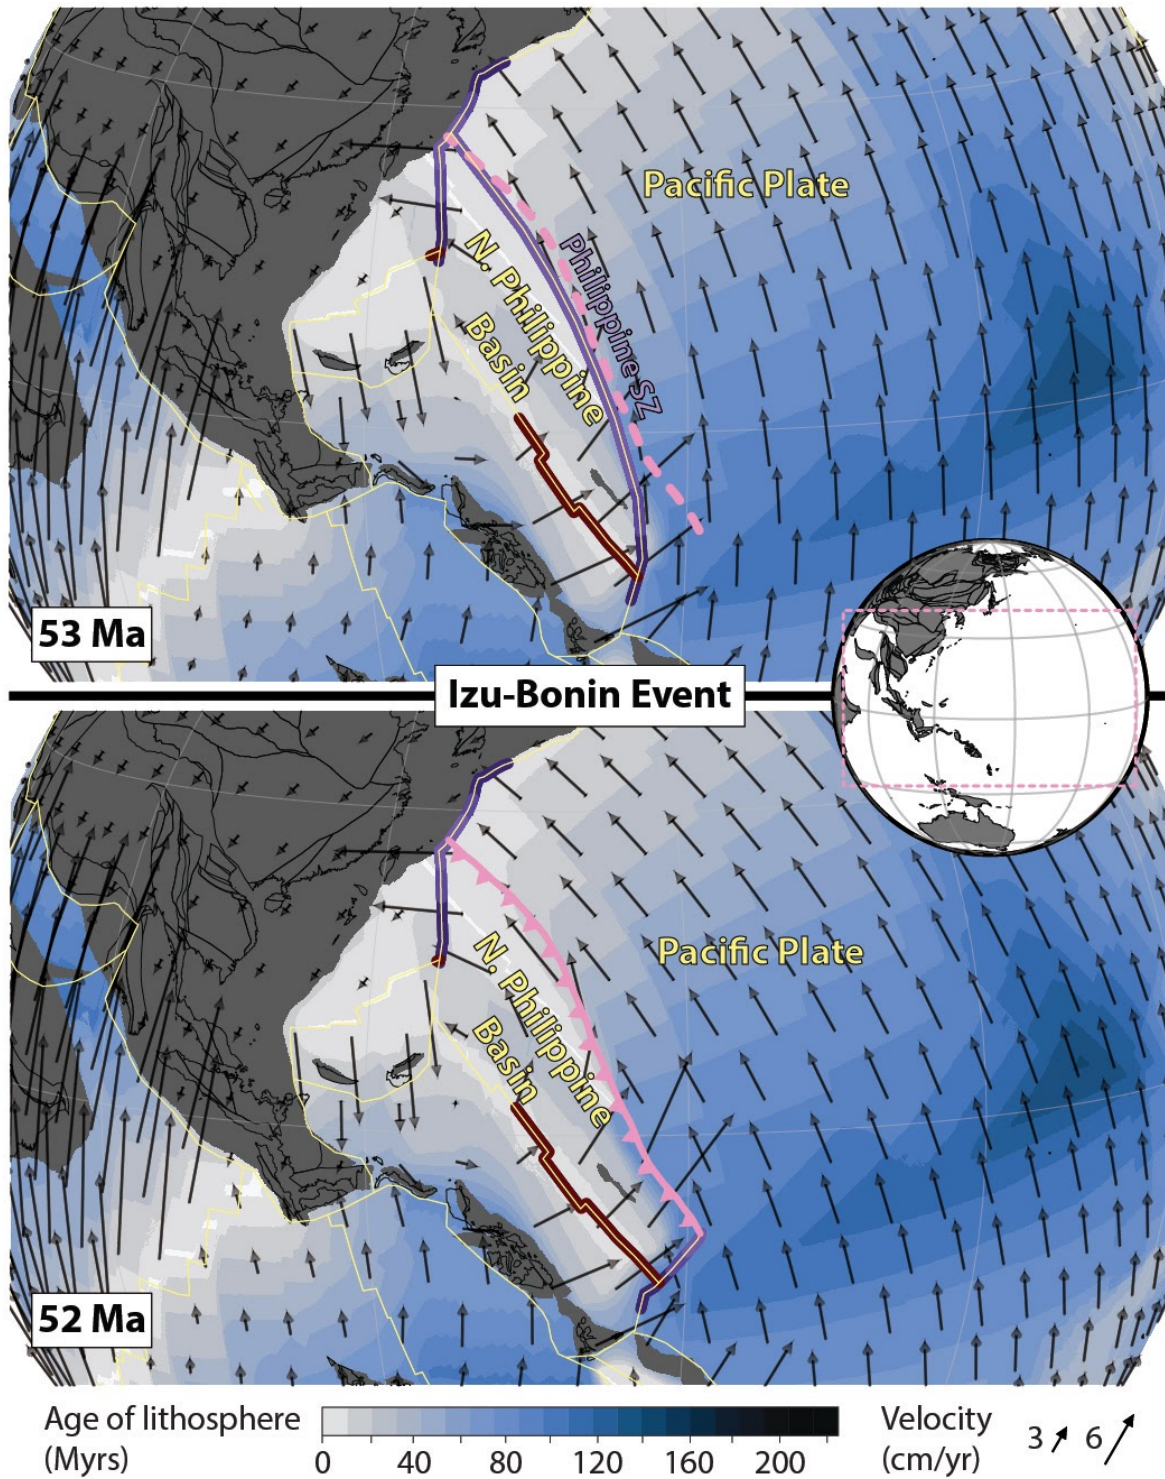 Pacific Plate
Philippine SZ
N. Philippine
Basin
53 Ma
Izu-Bonin Event
Pacific Plate
N. Philippine
Basin
52 Ma
Age of lithosphere
(Myrs)
0 40 80 120 160 200
Velocity
(cm/yr)
3 6